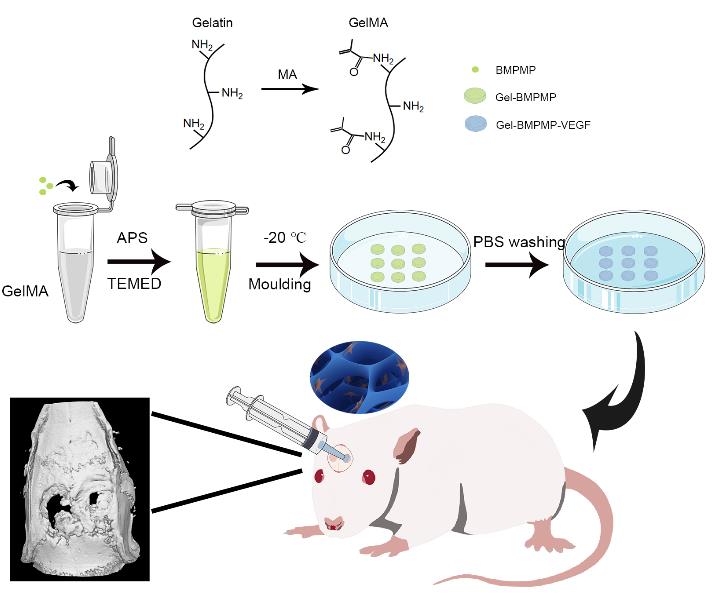 Gelatin
GelMA
NH2
NH2
NH2
MA
O
NH2
NH2
O
NH2
BMPMP
Gel-BMPMP
Gel-BMPMP-VEGF
GelMA
APS
TEMED
-20 ℃
Moulding
PBS washing